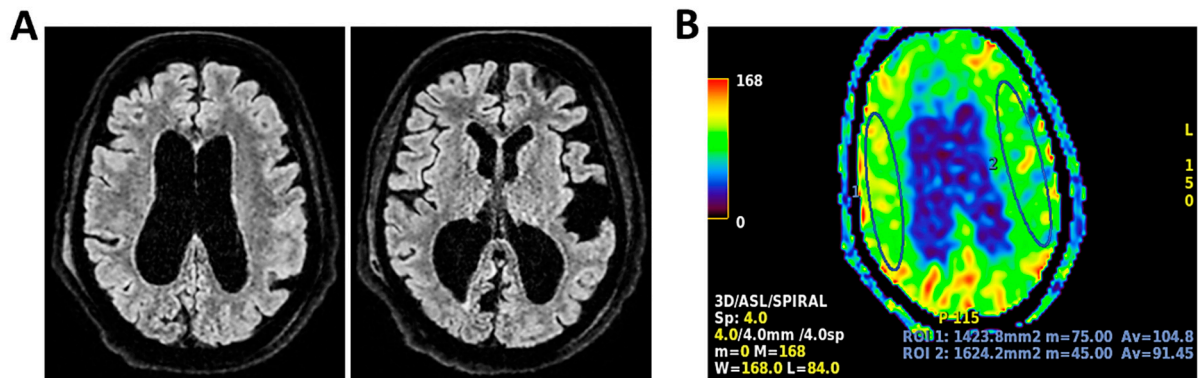 A
B
168
0
1
2
L
1
5
0
3D/ASL/SPIRAL
Sp: 4.0
4.0/4.0mm /4.0sp
m=0 M=168
W=168.0 L=84.0
P 115
ROI 1: 1423.8mm2 m=75.00 Av=104.8
ROI 2: 1624.2mm2 m=45.00 Av=91.45